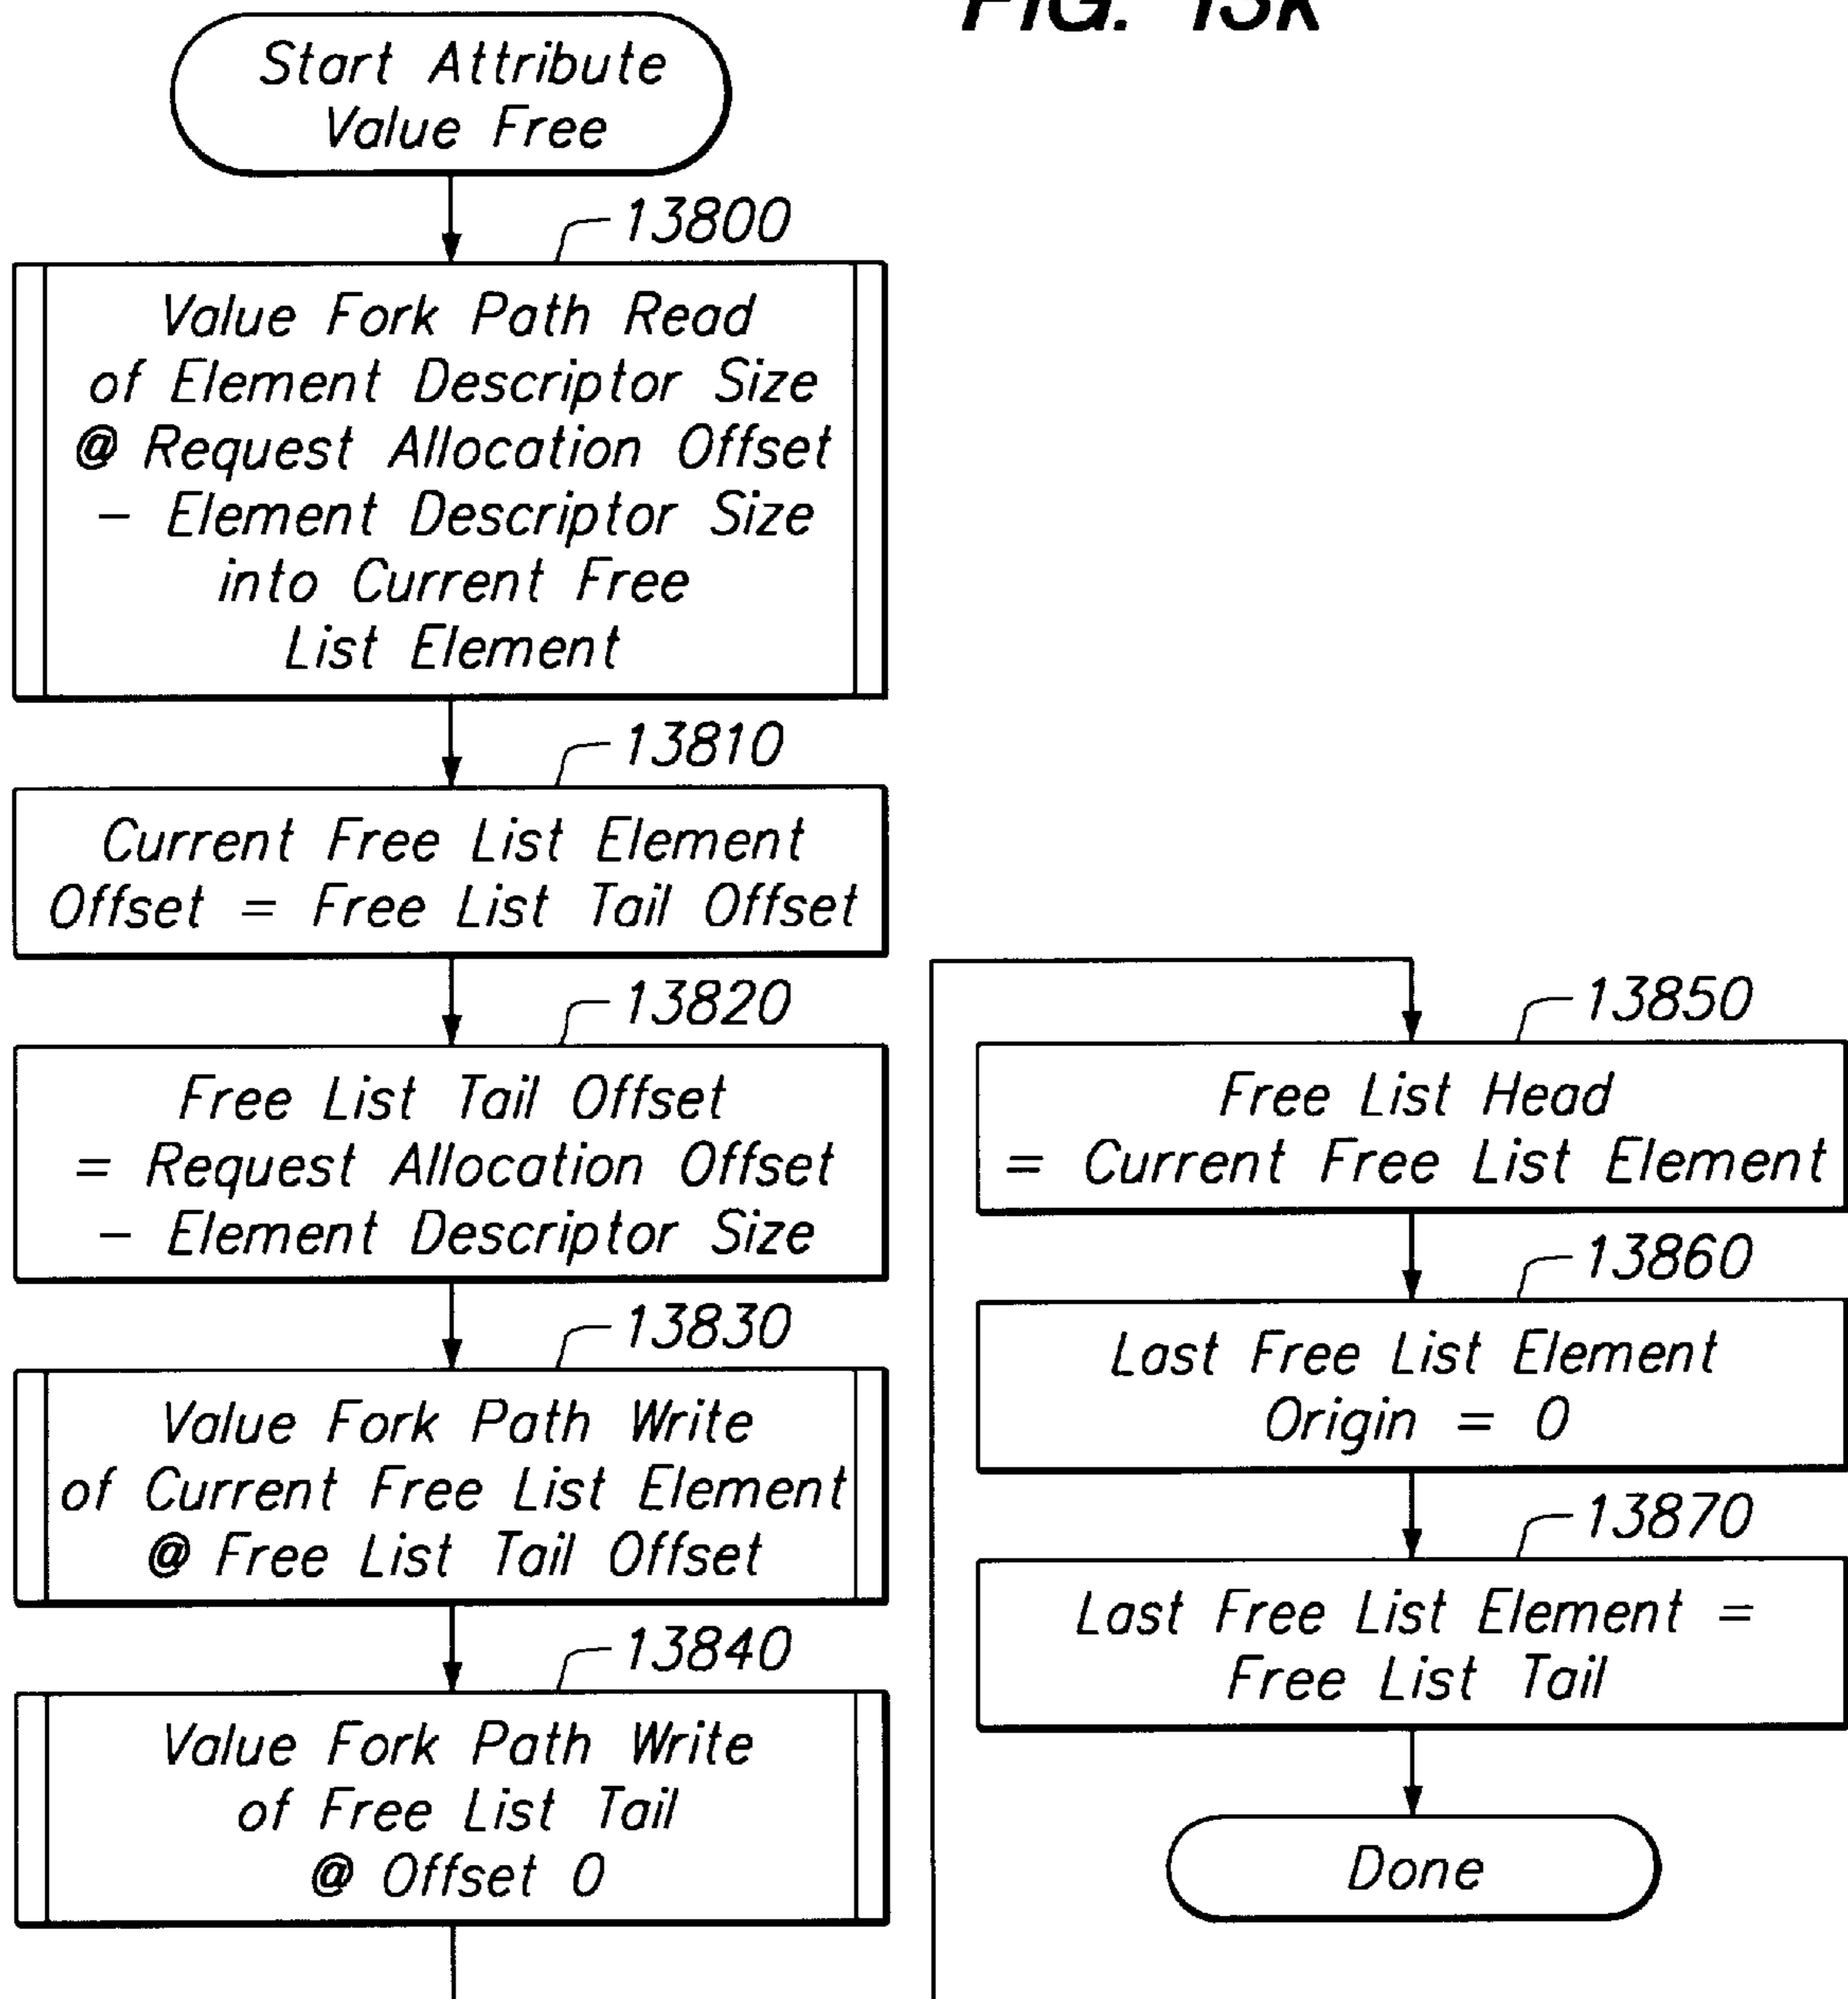 FIG. 13k
Start Attribute
Value Free
13800
Value Fork Path Read
of Element Descriptor Size
@ Request Allocation Offset
– Element Descriptor Size
into Current Free
List Element
13810
Current Free List Element
Offset = Free List Tail Offset
13820
Free List Tail Offset
= Request Allocation Offset
– Element Descriptor Size
13830
Value Fork Path Write
of Current Free List Element
@ Free List Tail Offset
13840
Value Fork Path Write
of Free List Tail
@ Offset 0
13850
Free List Head
= Current Free List Element
13860
Last Free List Element
Origin = 0
13870
Last Free List Element =
Free List Tail
Done